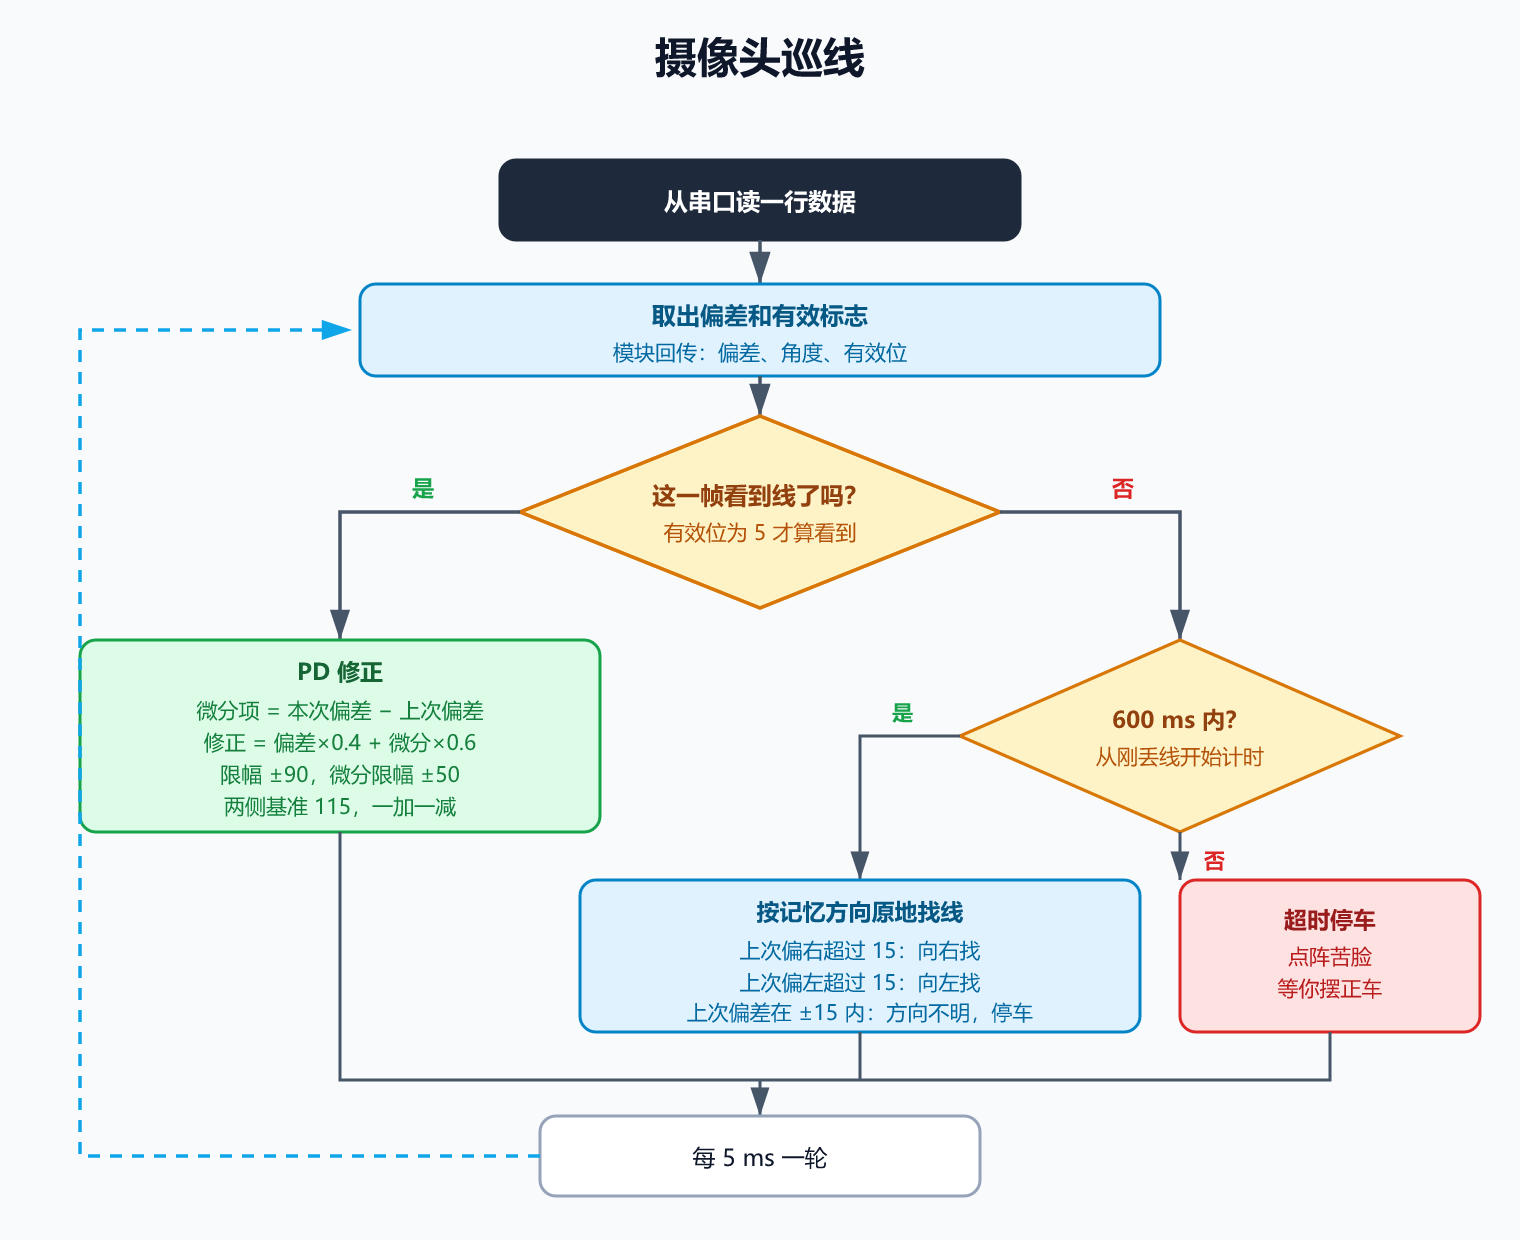 摄像头巡线
从串口读一行数据
取出偏差和有效标志
模块回传：偏差、角度、有效位
这一帧看到线了吗？
有效位为 5 才算看到
是
否
PD 修正
微分项 = 本次偏差 − 上次偏差
修正 = 偏差×0.4 + 微分×0.6
限幅 ±90，微分限幅 ±50
两侧基准 115，一加一减
600 ms 内？
从刚丢线开始计时
是
否
按记忆方向原地找线
上次偏右超过 15：向右找
上次偏左超过 15：向左找
上次偏差在 ±15 内：方向不明，停车
超时停车
点阵苦脸
等你摆正车
每 5 ms 一轮